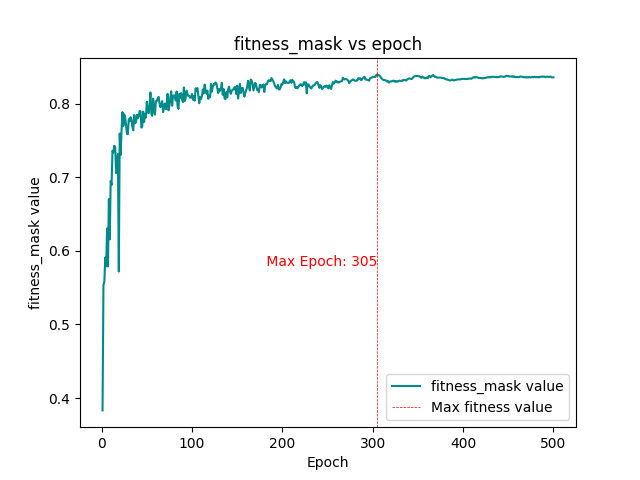 fitness_mask vs epoch
fitness_mask value
0.8
0.7
0.6
0.5
0.4
Max Epoch: 305
fitness_mask value
Max fitness value
0
100
200
300
400
500
Epoch